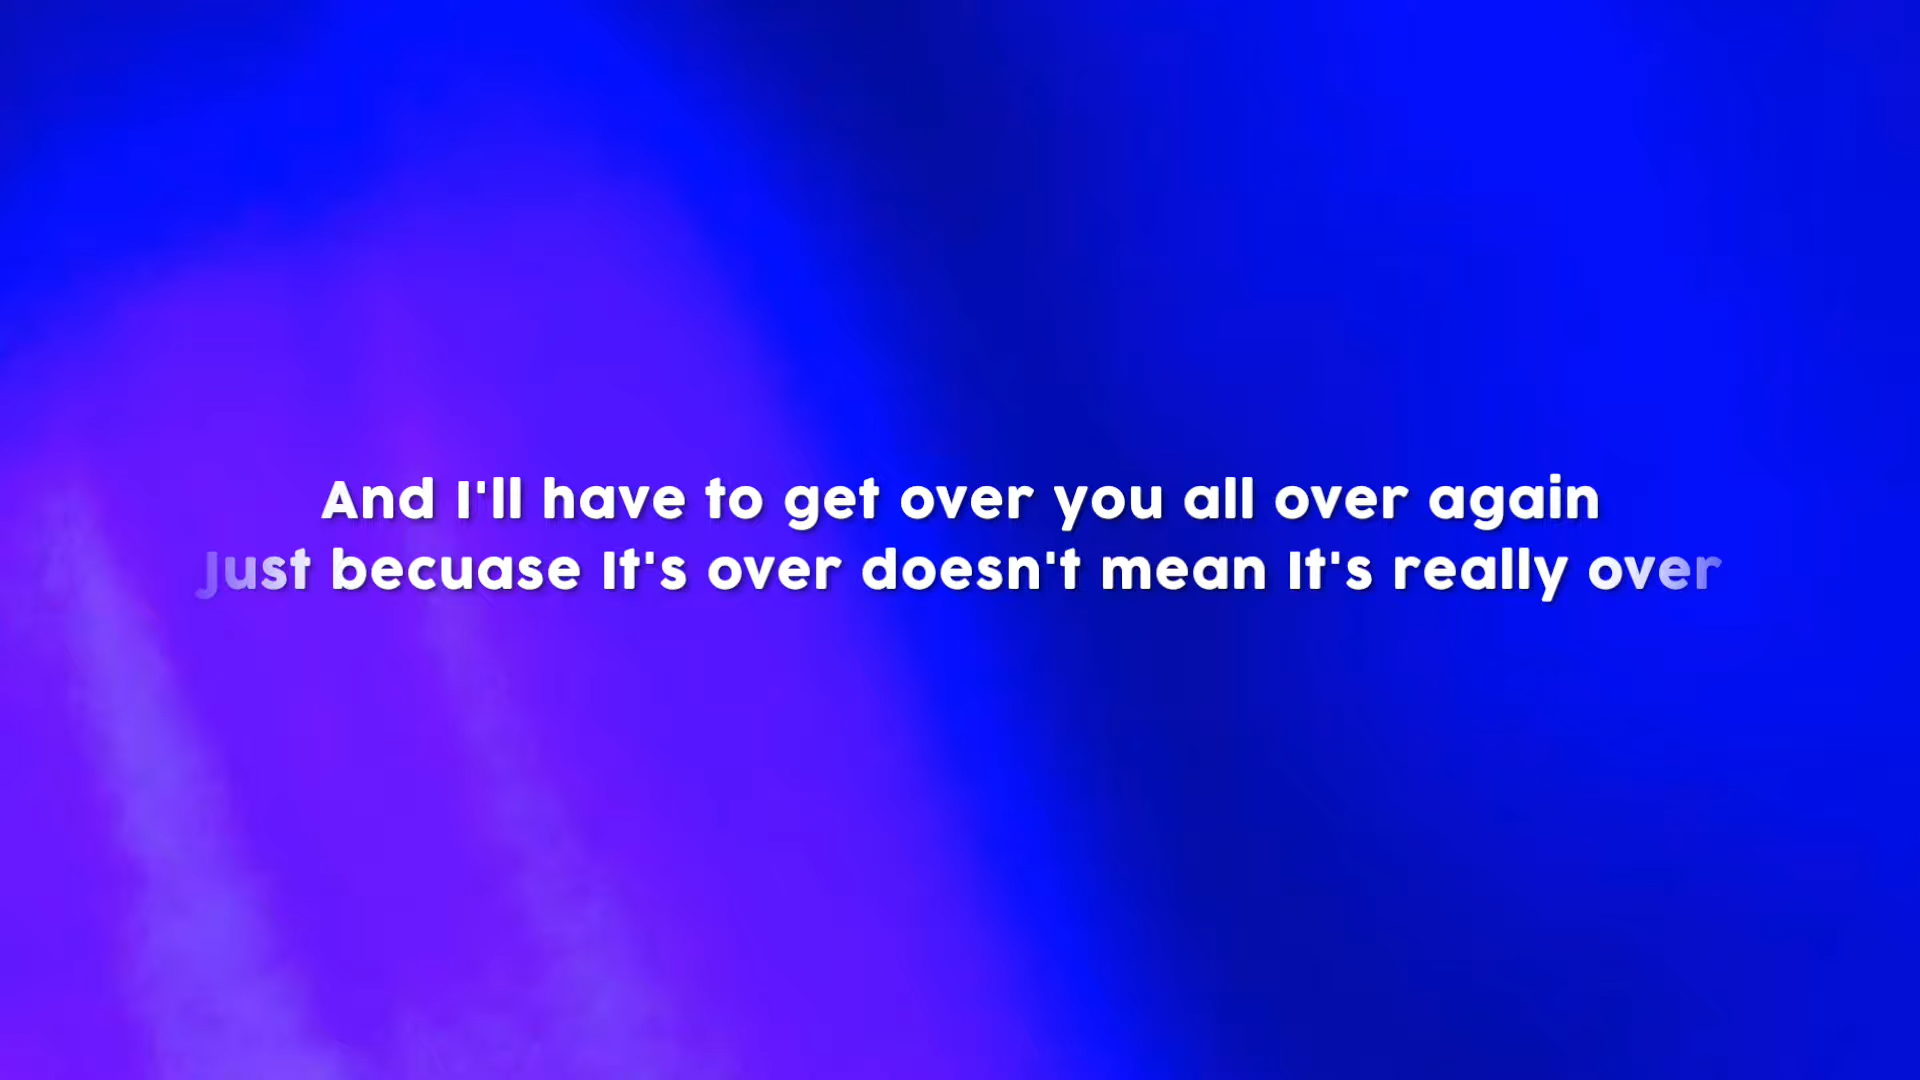 And I'll have to get over you all over again
Just becuase It's over doesn't mean It's really over